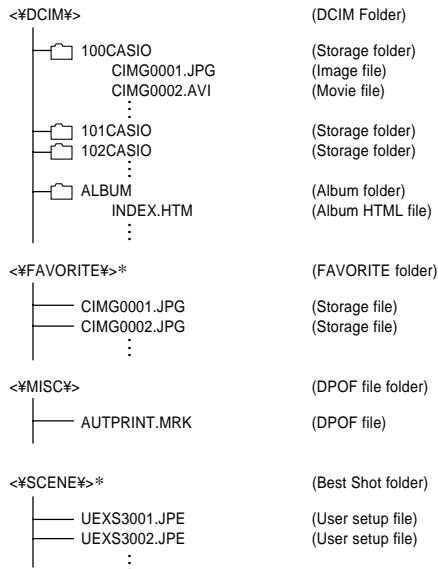 <¥DCIM¥> (DCIM Folder)
100CASIO (Storage folder)
CIMG0001.JPG (Image file)
CIMG0002.AVI (Movie file)
101CASIO (Storage folder)
102CASIO (Storage folder)
ALBUM (Album folder)
INDEX.HTM (Album HTML file)
<¥FAVORITE¥>* (FAVORITE folder)
CIMG0001.JPG (Storage file)
CIMG0002.JPG (Storage file)
<¥MISC¥> (DPOF file folder)
AUTPRINT.MRK (DPOF file)
<¥SCENE¥>* (Best Shot folder)
UEXS3001.JPE (User setup file)
UEXS3002.JPE (User setup file)